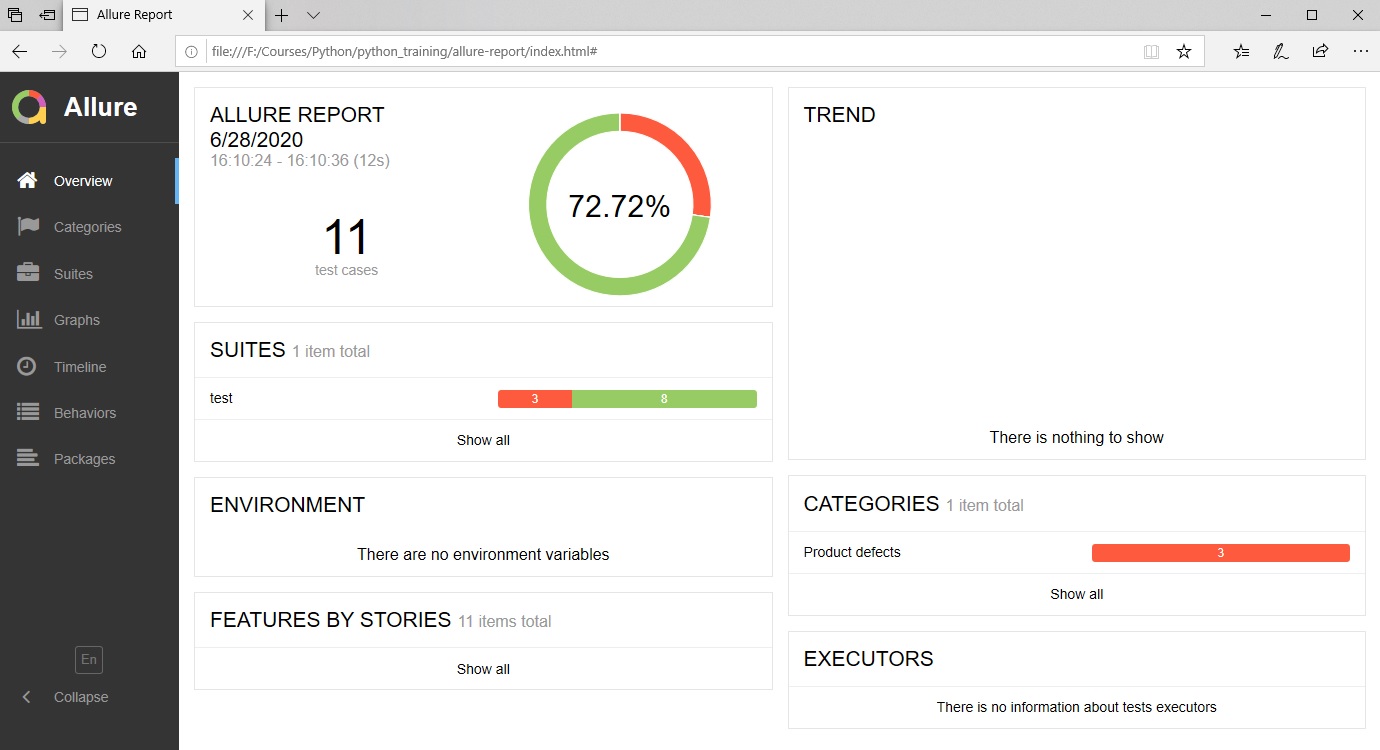 Allure Report
file:///F:/Courses/Python/python_training/allure-report/index.html#
Allure
Overview
Categories
Suites
Graphs
Timeline
Behaviors
Packages
En
Collapse
ALLURE REPORT
6/28/2020
16:10:24 - 16:10:36 (12s)
11
test cases
72.72%
SUITES 1 item total
test 3 8
Show all
ENVIRONMENT
There are no environment variables
FEATURES BY STORIES 11 items total
Show all
TREND
There is nothing to show
CATEGORIES 1 item total
Product defects 3
Show all
EXECUTORS
There is no information about tests executors